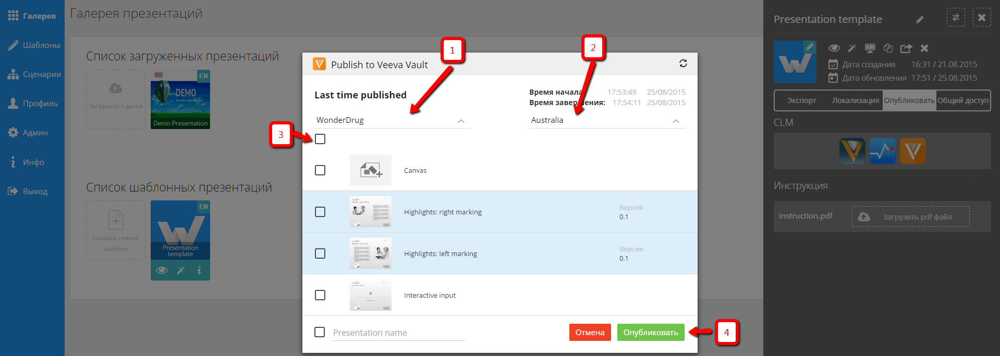 Галерея
Шаблоны
Сценарии
Профиль
Админ
Инфо
Выход
Галерея презентаций
Список загруженных презентаций
Загрузить с диска
EN
DEMO
Demo Presentation
Список шаблонных презентаций
Создать новый
шаблон
EN
Presentation
template
1
2
3
4
Publish to Veeva Vault
Last time published
Время начала
17:53:49 25/08/2015
Время завершения:
17:54:11 25/08/2015
WonderDrug
Australia
Canvas
Highlights: right marking
Версия
0.1
Highlights: left marking
Версия
0.1
Interactive input
Presentation name
Отмена
Опубликовать
Presentation template
Дата создания 16:31 / 21.08.2015
Дата обновления 17:51 / 25.08.2015
Экспорт
Локализация
Опубликовать
Общий доступ
CLM
Инструкция
instruction.pdf
Загрузить pdf файл